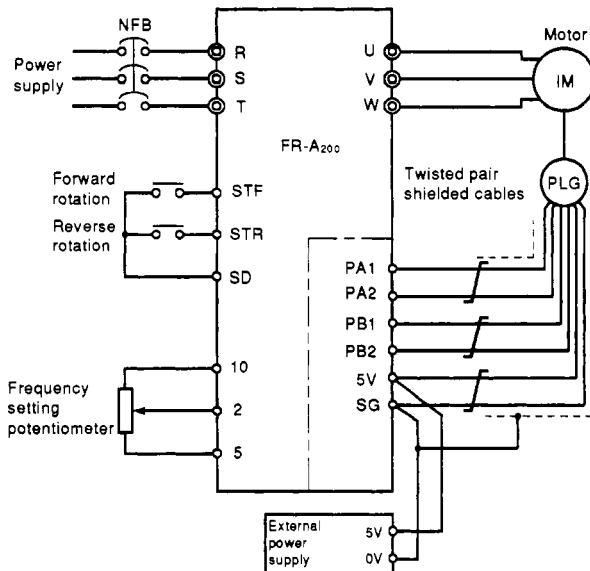 NFB
Power
supply
R
S
T
U
V
W
Motor
IM
FR-A200
PLG
Twisted pair
shielded cables
Forward
rotation
Reverse
rotation
STF
STR
SD
PA1
PA2
PB1
PB2
5V
SG
Frequency
setting
potentiometer
10
2
5
External
power
supply
5V
0V